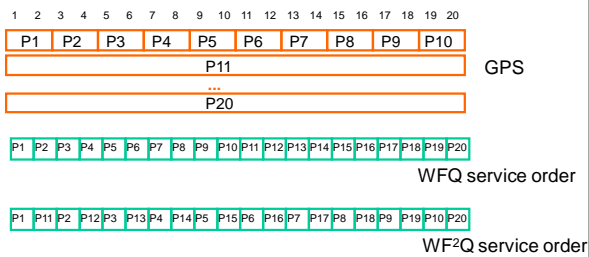 1 2 3 4 5 6 7 8 9 10 11 12 13 14 15 16 17 18 19 20
P1 P2 P3 P4 P5 P6 P7 P8 P9 P10
P11
GPS
...
P20
P1 P2 P3 P4 P5 P6 P7 P8 P9 P10 P11 P12 P13 P14 P15 P16 P17 P18 P19 P20
WFQ service order
P1 P11 P2 P12 P3 P13 P4 P14 P5 P15 P6 P16 P7 P17 P8 P18 P9 P19 P10 P20
WF²Q service order